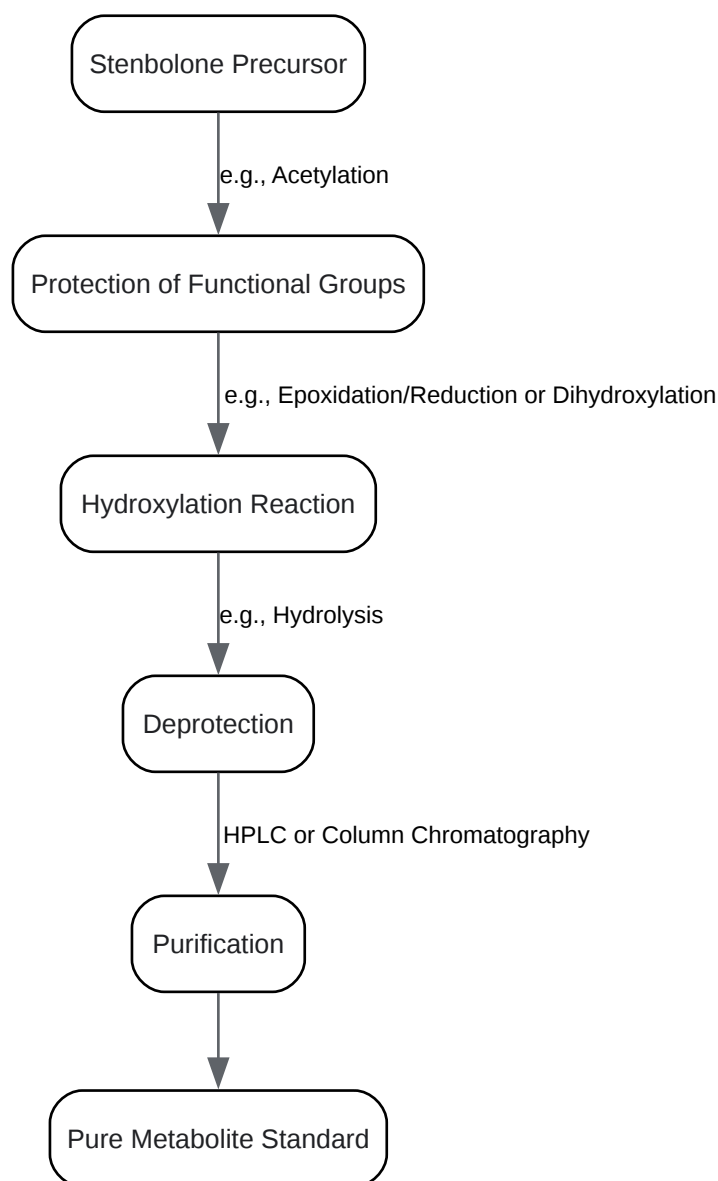 Stenbolone Precursor
e.g., Acetylation
Protection of Functional Groups
e.g., Epoxidation/Reduction or Dihydroxylation
Hydroxylation Reaction
e.g., Hydrolysis
Deprotection
HPLC or Column Chromatography
Purification
Pure Metabolite Standard